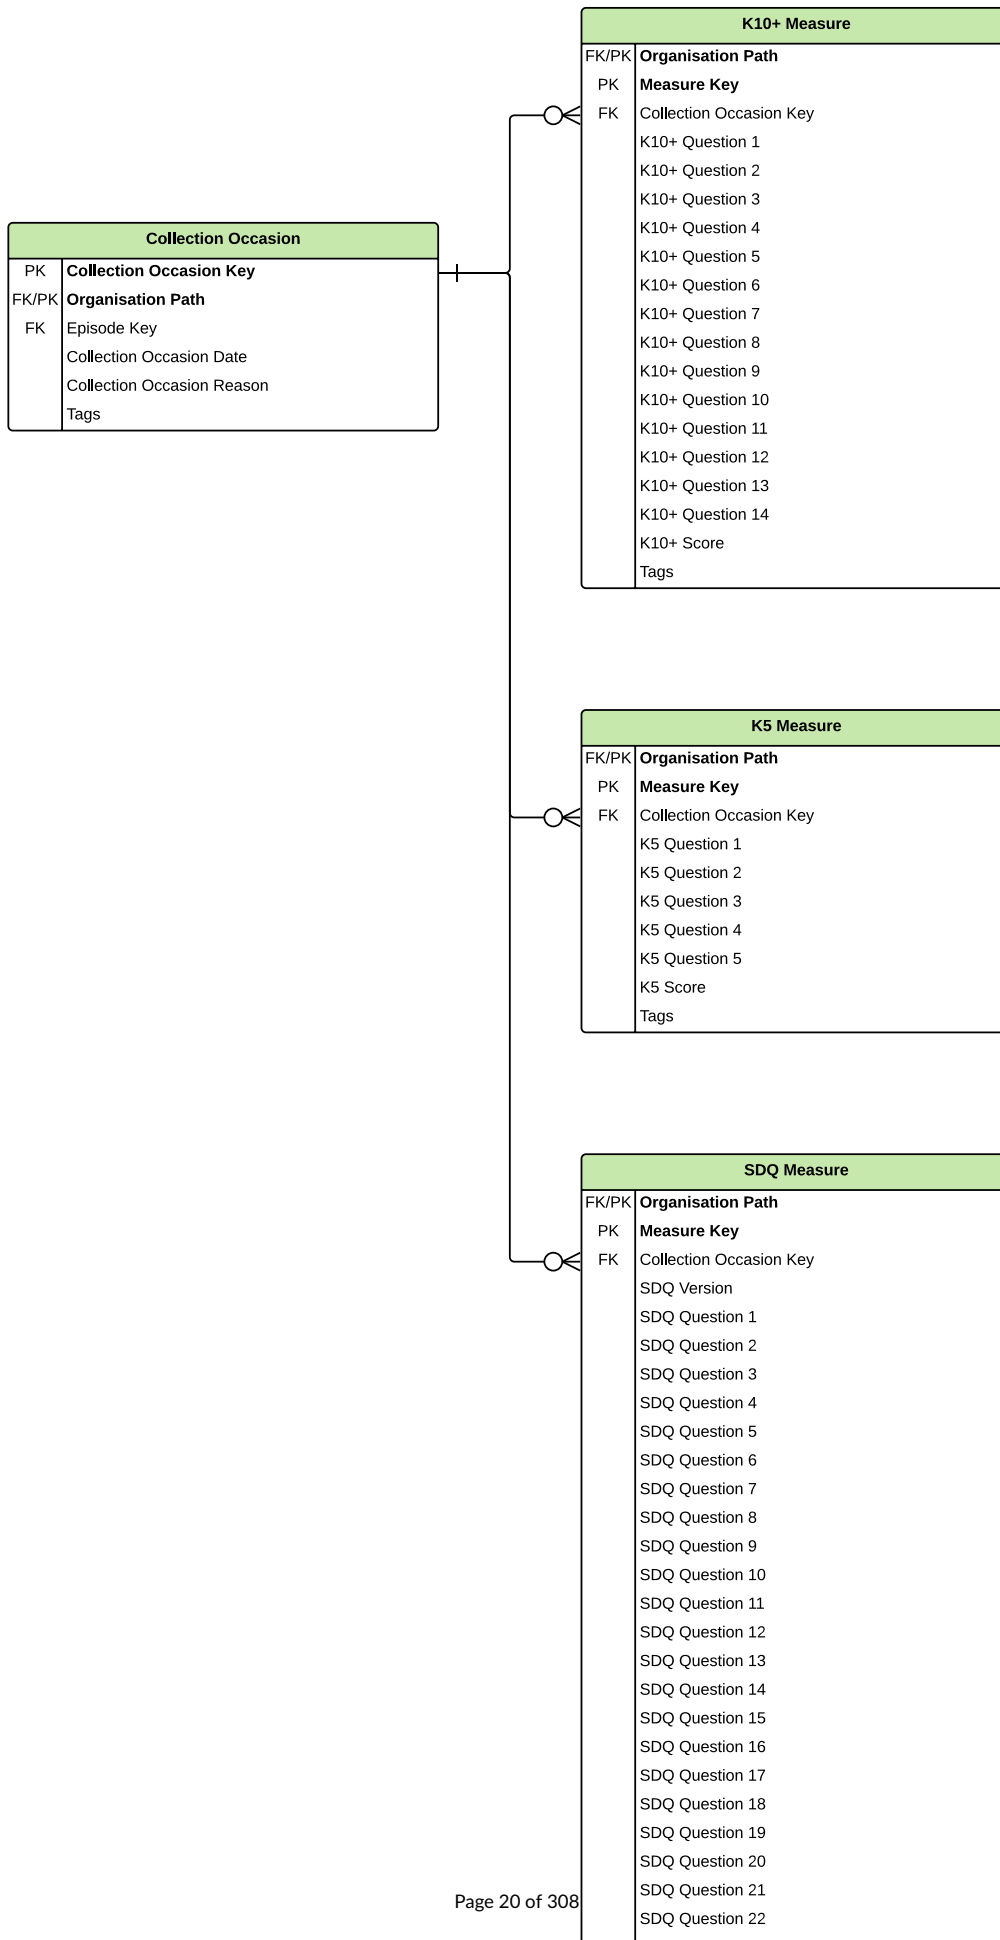 K10+ Measure
FK/PK Organisation Path
PK Measure Key
FK Collection Occasion Key
K10+ Question 1
K10+ Question 2
K10+ Question 3
K10+ Question 4
K10+ Question 5
K10+ Question 6
K10+ Question 7
K10+ Question 8
K10+ Question 9
K10+ Question 10
K10+ Question 11
K10+ Question 12
K10+ Question 13
K10+ Question 14
K10+ Score
Tags
Collection Occasion
PK Collection Occasion Key
FK/PK Organisation Path
FK Episode Key
Collection Occasion Date
Collection Occasion Reason
Tags
K5 Measure
FK/PK Organisation Path
PK Measure Key
FK Collection Occasion Key
K5 Question 1
K5 Question 2
K5 Question 3
K5 Question 4
K5 Question 5
K5 Score
Tags
SDQ Measure
FK/PK Organisation Path
PK Measure Key
FK Collection Occasion Key
SDQ Version
SDQ Question 1
SDQ Question 2
SDQ Question 3
SDQ Question 4
SDQ Question 5
SDQ Question 6
SDQ Question 7
SDQ Question 8
SDQ Question 9
SDQ Question 10
SDQ Question 11
SDQ Question 12
SDQ Question 13
SDQ Question 14
SDQ Question 15
SDQ Question 16
SDQ Question 17
SDQ Question 18
SDQ Question 19
SDQ Question 20
SDQ Question 21
SDQ Question 22
Page 20 of 308